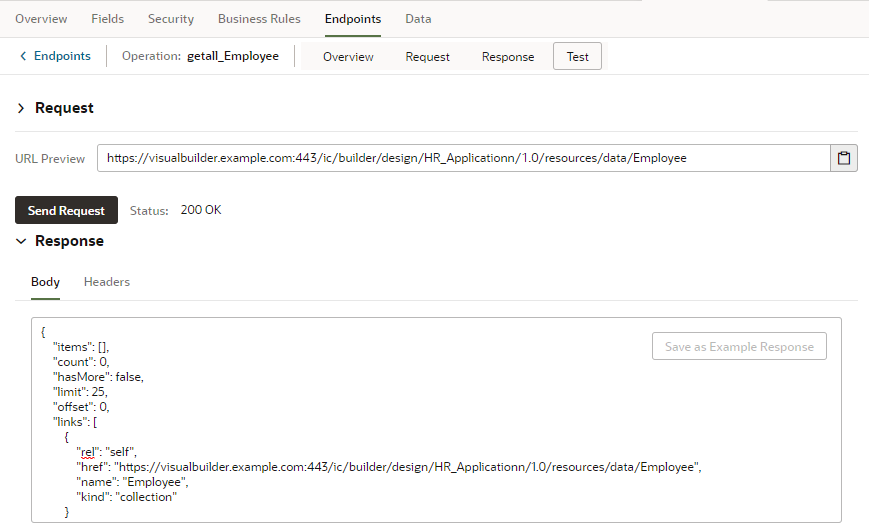 Overview Fields Security Business Rules Endpoints Data
Endpoints Operation: getall_Employee Overview Request Response Test
Request
URL Preview https://visualbuilder.example.com:443/ic/builder/design/HR_Applicationn/1.0/resources/data/Employee
Send Request Status: 200 OK
Response
Body Headers
{
"items": [],
Save as Example Response
"count": 0,
"hasMore": false,
"limit": 25,
"offset": 0,
"links": [
{
"rel": "self",
"href": "https://visualbuilder.example.com:443/ic/builder/design/HR_Applicationn/1.0/resources/data/Employee",
"name": "Employee",
"kind": "collection"
}